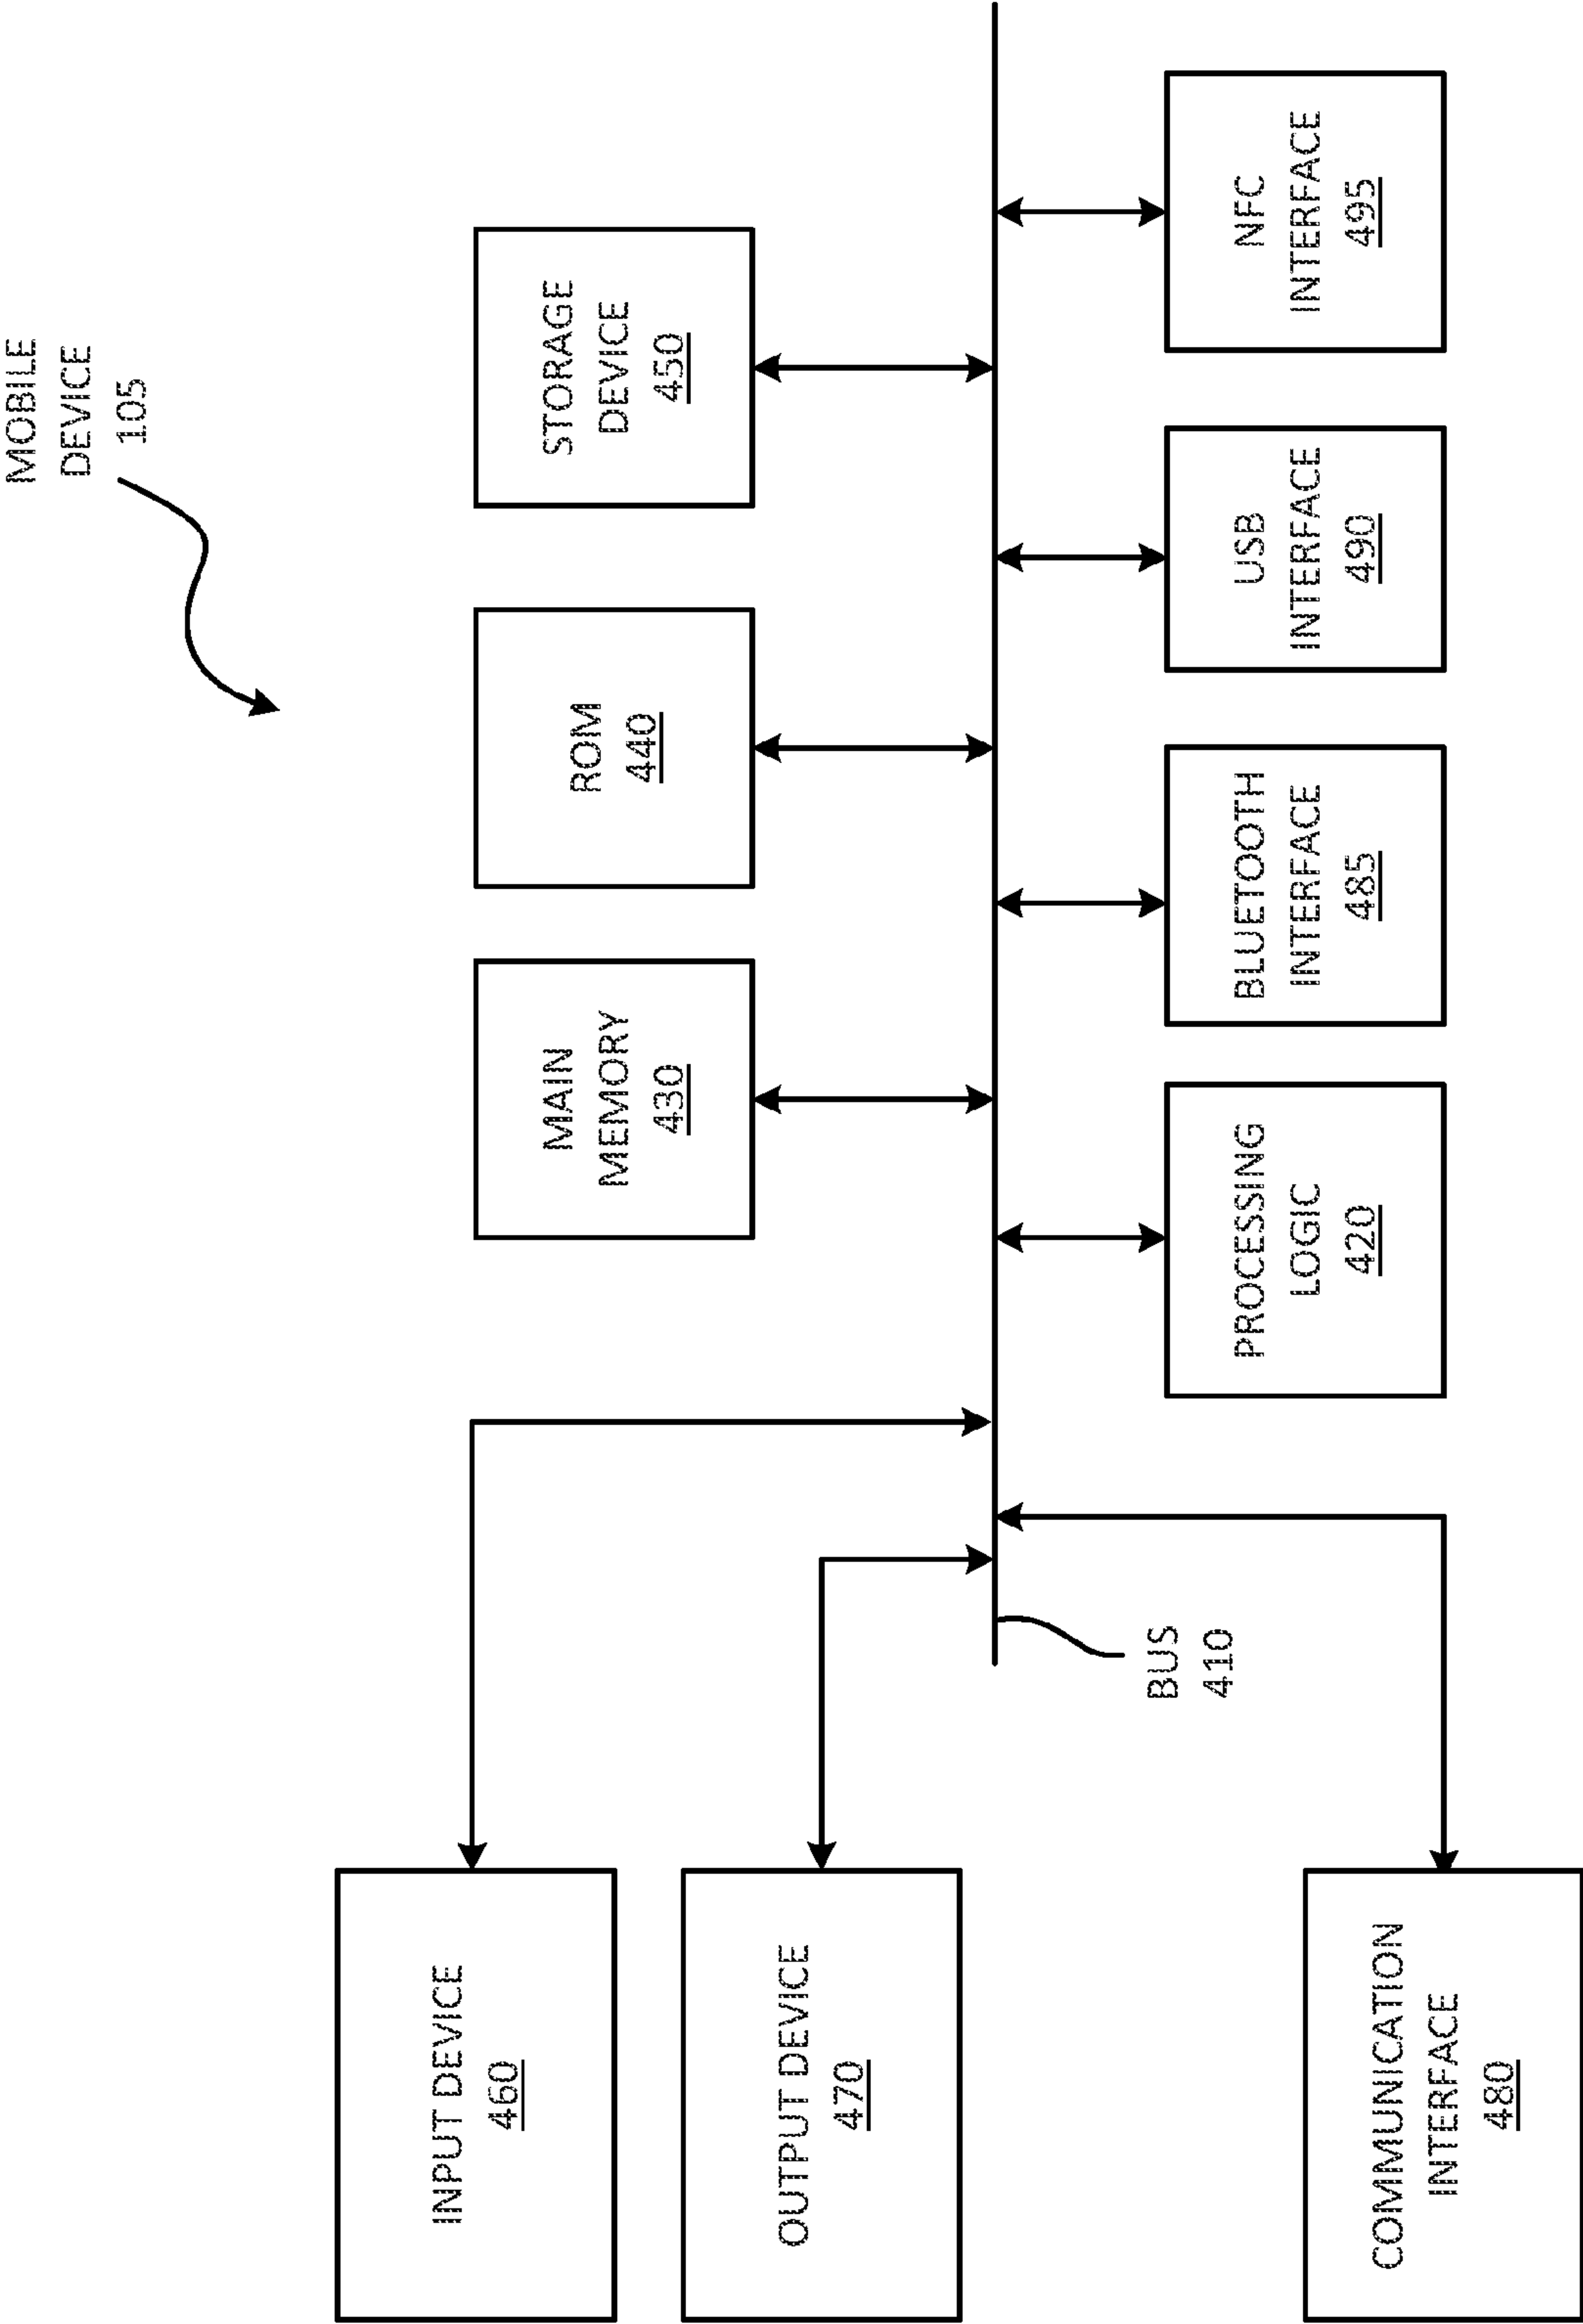 MOBILE
DEVICE
105
INPUT DEVICE
460
MAIN
MEMORY
430
ROM
440
STORAGE
DEVICE
450
OUTPUT DEVICE
470
BUS
410
PROCESSING
LOGIC
420
BLUETOOTH
INTERFACE
485
USB
INTERFACE
490
NFC
INTERFACE
495
COMMUNICATION
INTERFACE
480